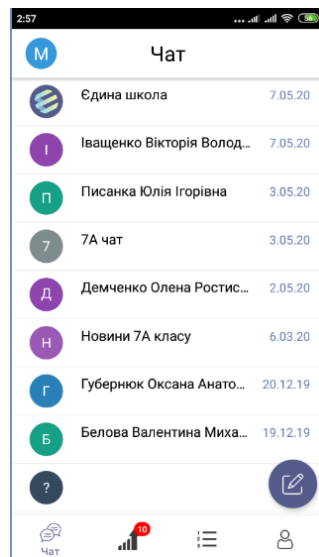 2:57
56
М
Чат
Єдина школа
7.05.20
І
Іващенко Вікторія Волод...
7.05.20
П
Писанка Юлія Ігорівна
3.05.20
7
7А чат
3.05.20
Д
Демченко Олена Ростис...
2.05.20
Н
Новини 7А класу
6.03.20
Г
Губернюк Оксана Анато...
20.12.19
Б
Белова Валентина Миха...
19.12.19
?
10
Чат